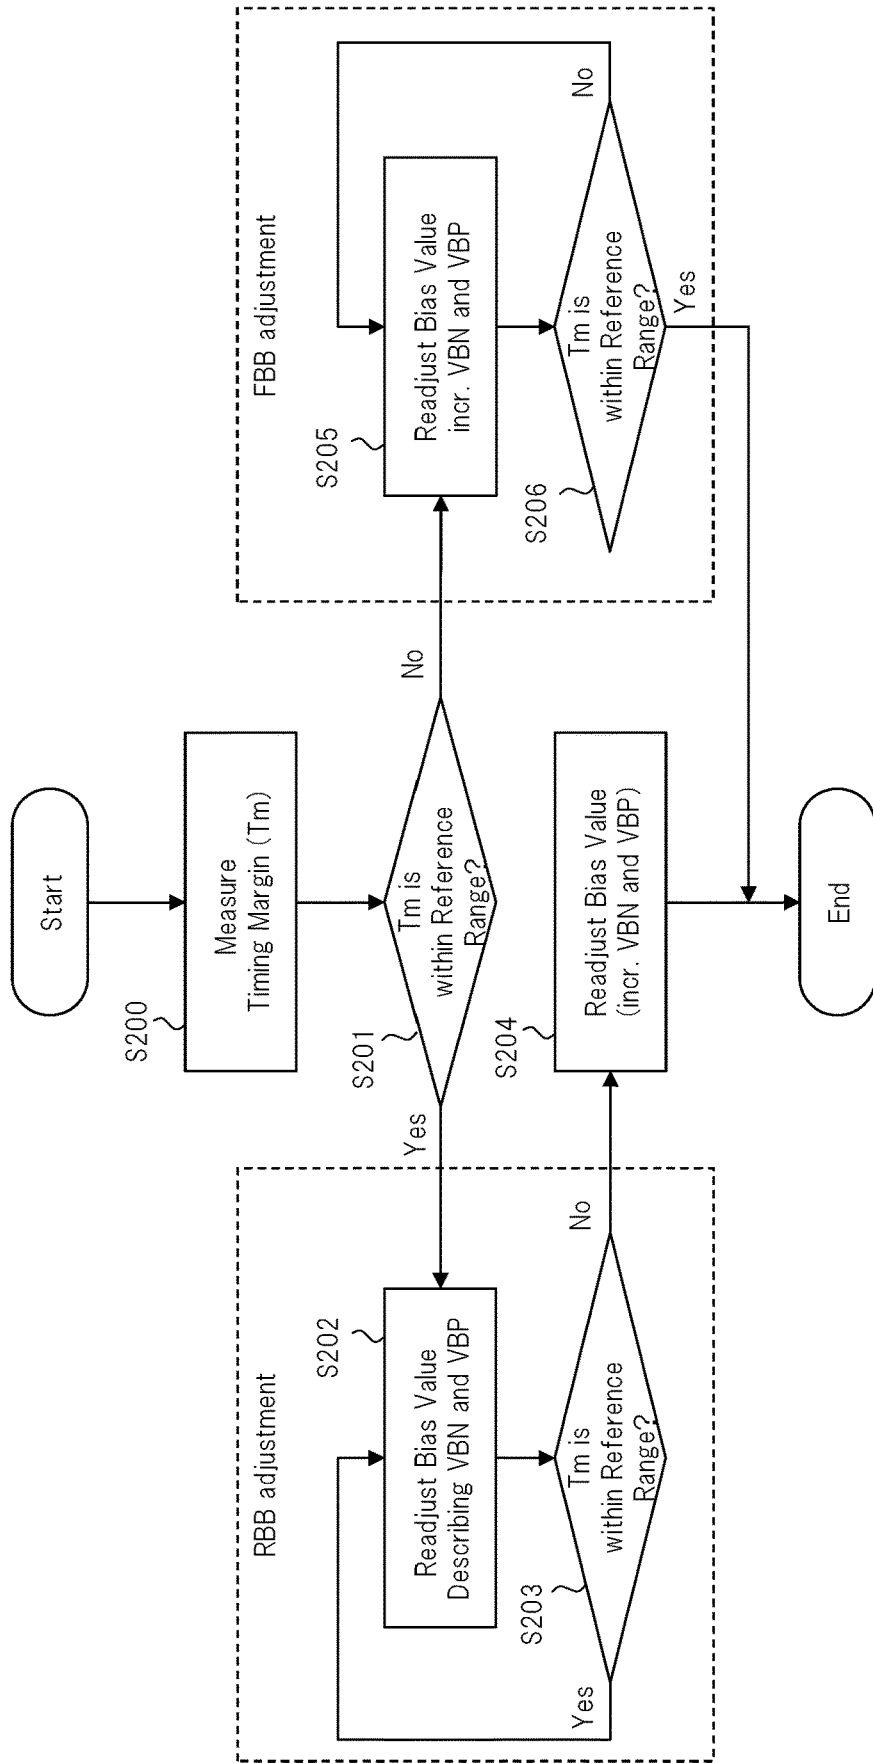 Start
S200
Measure
Timing Margin (Tm)
S201
Tm is
within Reference
Range?
Yes
No
RBB adjustment
S202
Readjust Bias Value
Describing VBN and VBP
S203
Tm is
within Reference
Range?
Yes
No
S204
Readjust Bias Value
(incr. VBN and VBP)
FBB adjustment
S205
Readjust Bias Value
incr. VBN and VBP
S206
Tm is
within Reference
Range?
No
Yes
End